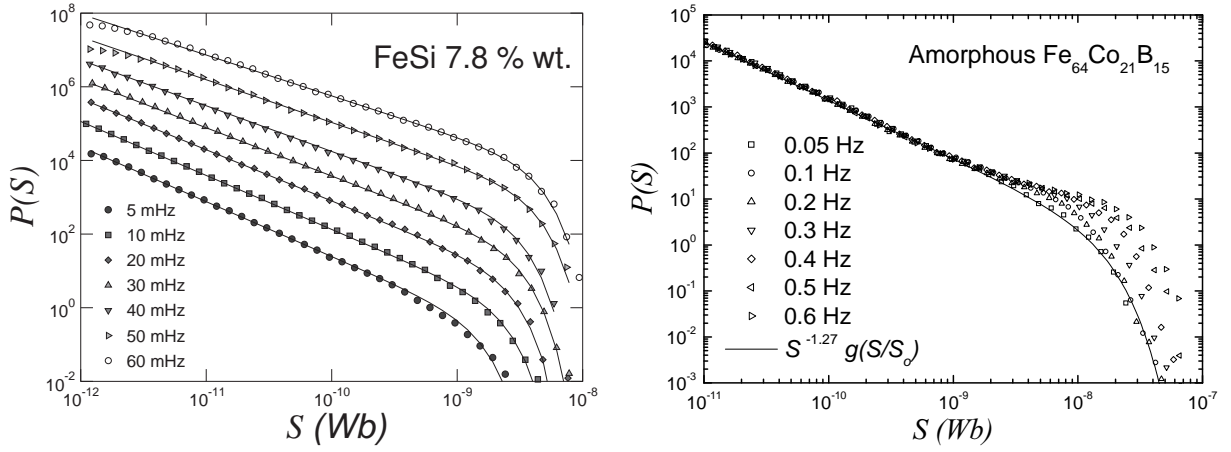 FeSi 7.8 % wt.
P(S)
10^8
10^6
10^4
10^2
10^0
10^-2
5 mHz
10 mHz
20 mHz
30 mHz
40 mHz
50 mHz
60 mHz
10^-12 10^-11 10^-10 10^-9 10^-8
S (Wb)
Amorphous Fe64Co21B15
P(S)
10^5
10^4
10^3
10^2
10^1
10^0
10^-1
10^-2
10^-3
0.05 Hz
0.1 Hz
0.2 Hz
0.3 Hz
0.4 Hz
0.5 Hz
0.6 Hz
S^-1.27 g(S/S_0)
10^-11 10^-10 10^-9 10^-8 10^-7
S (Wb)